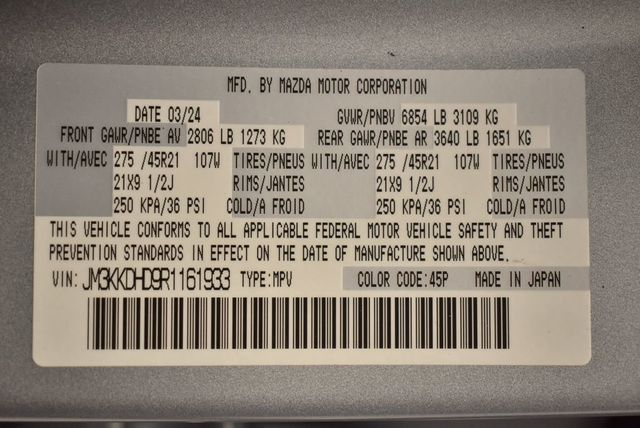 MFD. BY MAZDA MOTOR CORPORATION
DATE 03/24 GVWR/PNBV 6854 LB 3109 KG
FRONT GAWR/PNBE AV 2806 LB 1273 KG REAR GAWR/PNBE AR 3640 LB 1651 KG
WITH/AVEC 275 /45R21 107W TIRES/PNEUS WITH/AVEC 275 /45R21 107W TIRES/PNEUS
21X9 1/2J RIMS/JANTES 21X9 1/2J RIMS/JANTES
250 KPA/36 PSI COLD/A FROID 250 KPA/36 PSI COLD/A FROID
THIS VEHICLE CONFORMS TO ALL APPLICABLE FEDERAL MOTOR VEHICLE SAFETY AND THEFT
PREVENTION STANDARDS IN EFFECT ON THE DATE OF MANUFACTURE SHOWN ABOVE.
VIN: JM3KKDHD9R1161933 TYPE:MPV COLOR CODE:45P MADE IN JAPAN